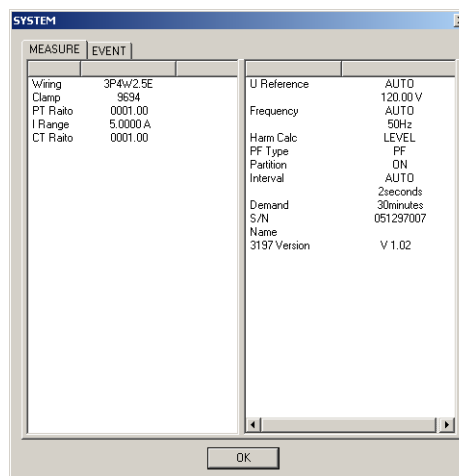 SYSTEM
MEASURE
EVENT
Wiring 3P4W2.5E
Clamp 9694
PT Raito 0001.00
I Range 5.0000 A
CT Raito 0001.00
U Reference AUTO
120.00 V
Frequency AUTO
50Hz
Harm Calc LEVEL
PF Type PF
Partition ON
Interval AUTO
2seconds
Demand 30minutes
S/N 051297007
Name
3197 Version V 1.02
OK